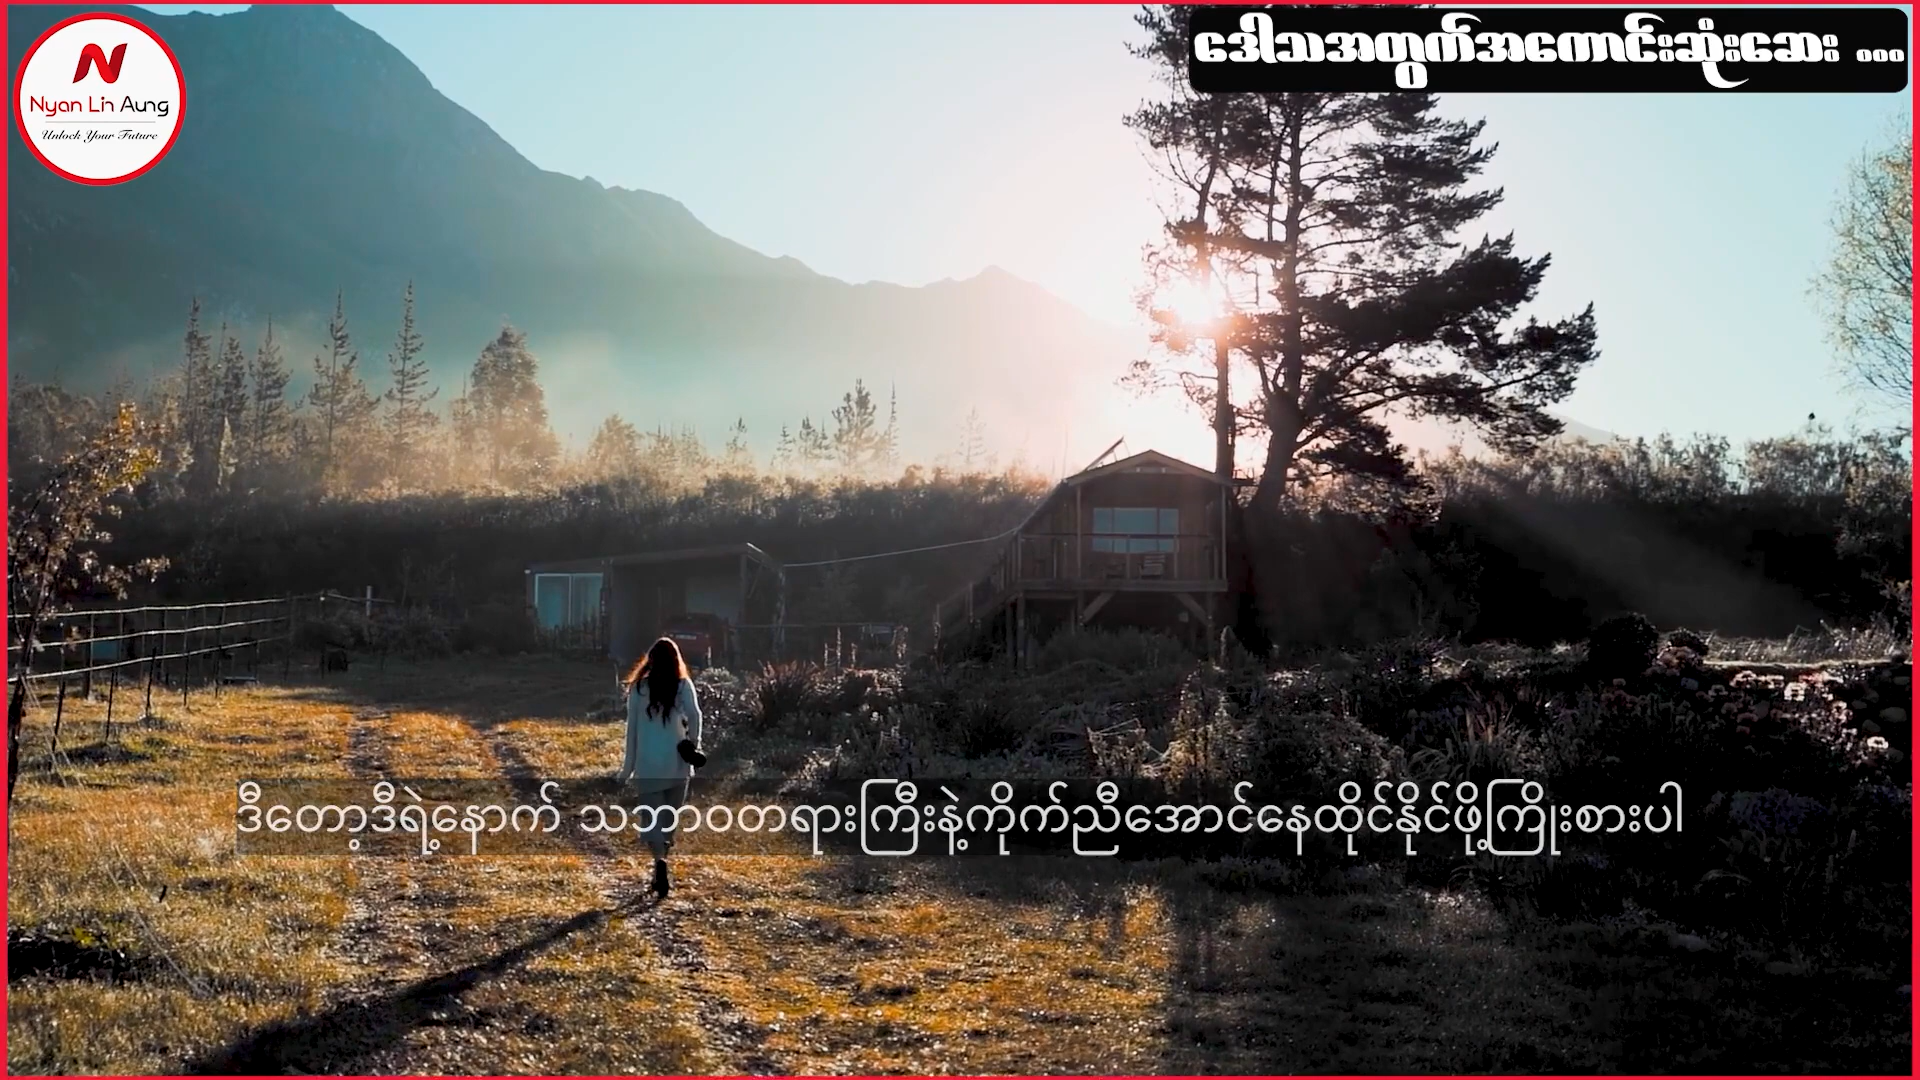 Nyan Lin Aung
Unlock Your Future
ဒေါသအတွက်အကောင်းဆုံးဆေး ...
ဒီတော့ဒီရဲ့နောက် သဘာဝတရားကြီးနဲ့ကိုက်ညီအောင်နေထိုင်နိုင်ဖို့ကြိုးစားပါ